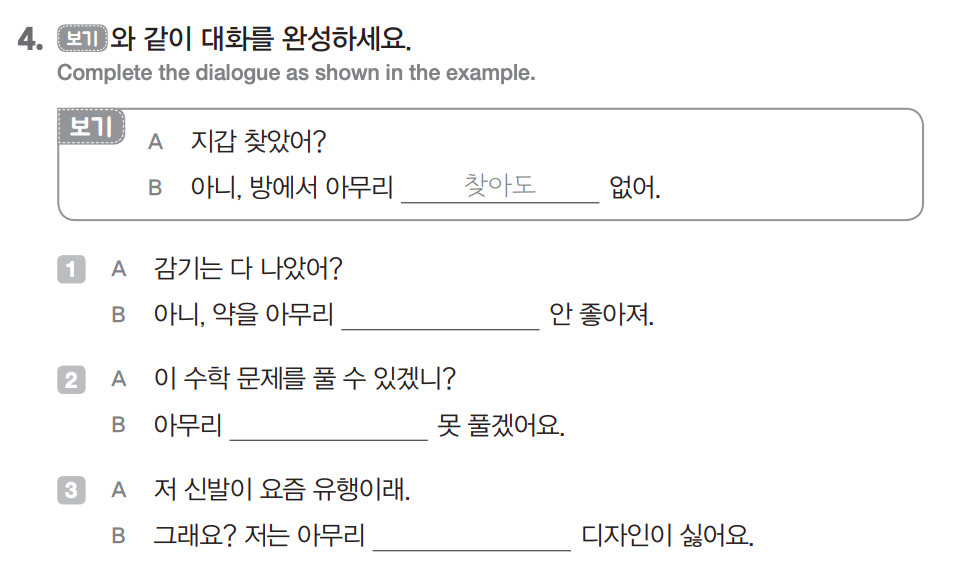 4. 보기 와 같이 대화를 완성하세요.
Complete the dialogue as shown in the example.
보기
A 지갑 찾았어?
B 아니, 방에서 아무리 찾아도 없어.
1 A 감기는 다 나았어?
B 아니, 약을 아무리 ______ 안 좋아져.
2 A 이 수학 문제를 풀 수 있겠니?
B 아무리 ______ 못 풀겠어요.
3 A 저 신발이 요즘 유행이래.
B 그래요? 저는 아무리 ______ 디자인이 싫어요.